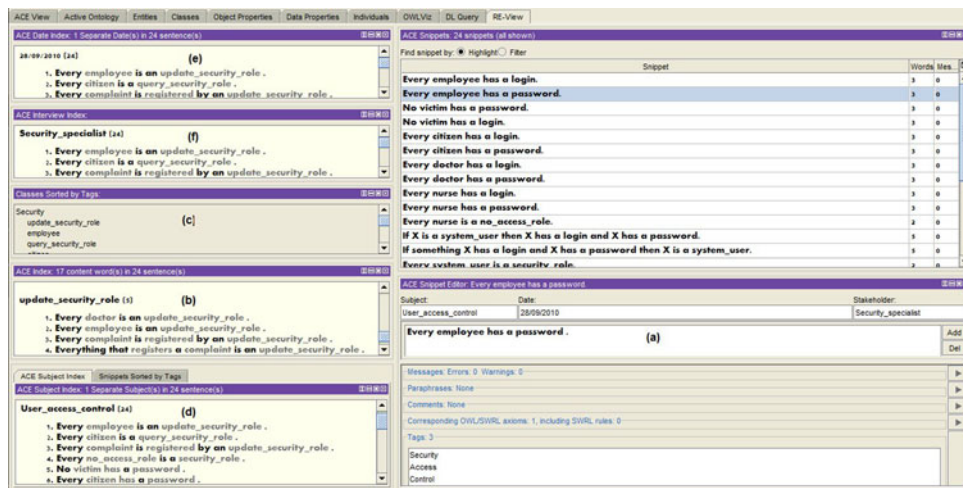 ACE View Active Ontology Entities Classes Object Properties Data Properties Individuals OWLViz DL Query RE-View
ACE Date Index: 1 Separate Date(s) in 24 sentence(s)
28/09/2010 (24) (e)
1. Every employee is an update_security_role .
2. Every citizen is a query_security_role .
3. Every complaint is registered by an update_security_role .
ACE Interview Index:
Security_specialist (24) (f)
1. Every employee is an update_security_role .
2. Every citizen is a query_security_role .
3. Every complaint is registered by an update_security_role .
Classes Sorted by Tags:
Security (c)
update_security_role
employee
query_security_role
ACE Index: 17 content word(s) in 24 sentence(s)
update_security_role (5) (b)
1. Every doctor is an update_security_role .
2. Every employee is an update_security_role .
3. Every complaint is registered by an update_security_role .
4. Everything that registers a complaint is an update_security_role .
ACE Subject Index Snippets Sorted by Tags
ACE Subject Index: 1 Separate Subject(s) in 24 sentence(s)
User_access_control (24) (d)
1. Every employee is an update_security_role .
2. Every citizen is a query_security_role .
3. Every complaint is registered by an update_security_role .
4. Every no_access_role is a security_role .
5. No victim has a password .
6. Every citizen has a password .
ACE Snippets: 24 snippets (all shown)
Find snippet by: Highlight Filter
Snippet Words Mes...
Every employee has a login. 3 0
Every employee has a password. 3 0
No victim has a password. 3 0
No victim has a login. 3 0
Every citizen has a login. 3 0
Every citizen has a password. 3 0
Every doctor has a login. 3 0
Every doctor has a password. 3 0
Every nurse has a login. 3 0
Every nurse has a password. 3 0
Every nurse is a no_access_role. 2 0
If X is a system_user then X has a login and X has a password. 5 0
If something X has a login and X has a password then X is a system_user. 5 0
Every system_user is a security_role. 2 0
ACE Snippet Editor: Every employee has a password
Subject: Date: Stakeholder:
User_access_control 28/09/2010 Security_specialist
Every employee has a password . (a) Add
Del
Messages: Errors: 0 Warnings: 0
Paraphrases: None
Comments: None
Corresponding OWL/SWRL axioms: 1, including SWRL rules: 0
Tags: 3
Security
Access
Control